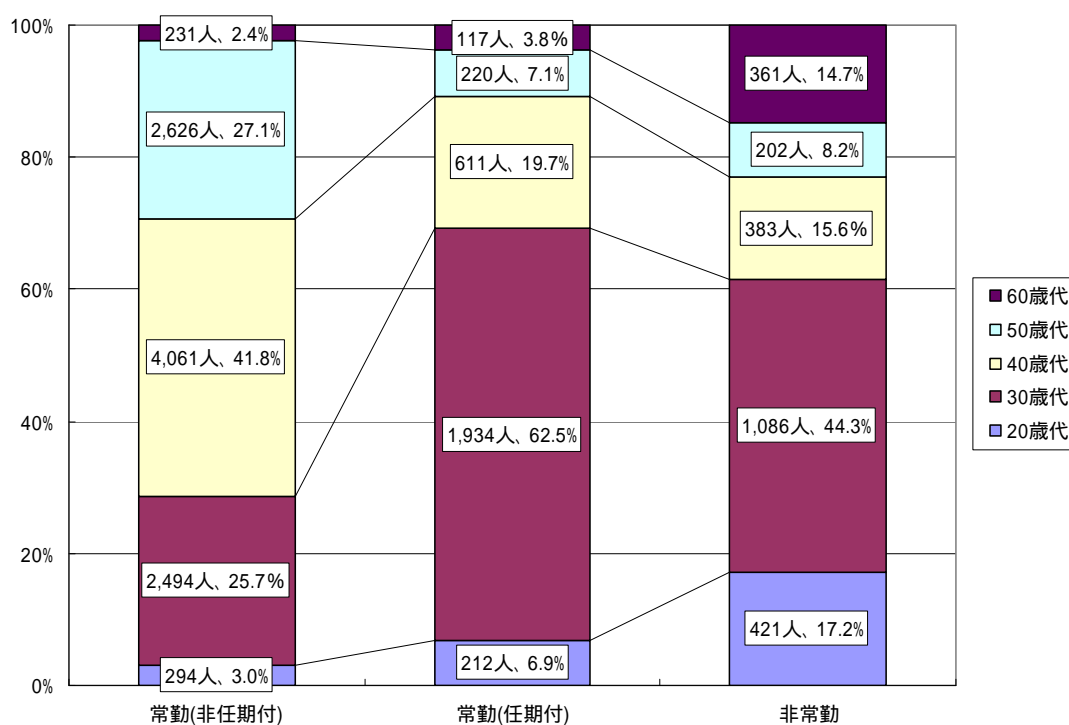 100%
80%
60%
40%
20%
0%
231人、2.4%
2,626人、27.1%
4,061人、41.8%
2,494人、25.7%
294人、3.0%
117人、3.8%
220人、7.1%
611人、19.7%
1,934人、62.5%
212人、6.9%
361人、14.7%
202人、8.2%
383人、15.6%
1,086人、44.3%
421人、17.2%
常勤(非任期付)
常勤(任期付)
非常勤
60歳代
50歳代
40歳代
30歳代
20歳代